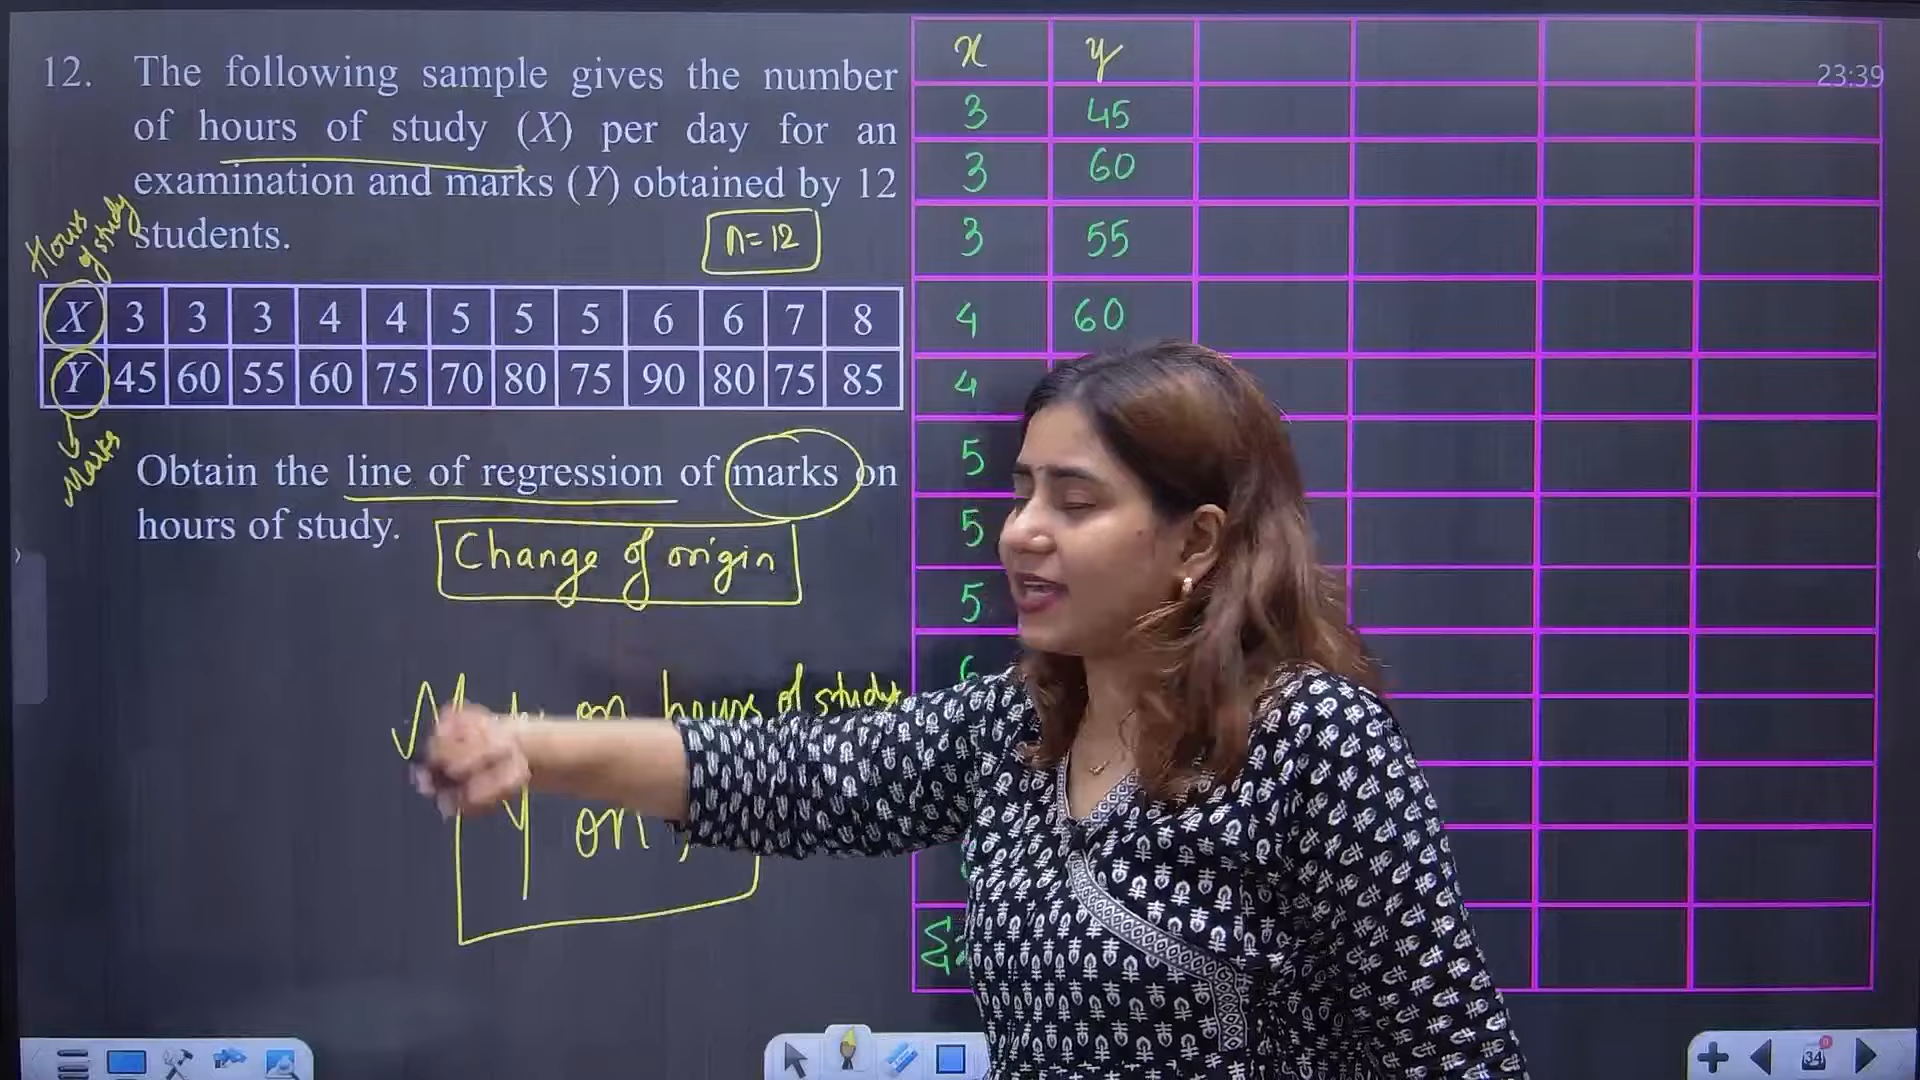 12. The following sample gives the number
of hours of study (X) per day for an
examination and marks (Y) obtained by 12
students.
n=12
Hours
of study
X 3 3 3 4 4 5 5 5 6 6 7 8
Y 45 60 55 60 75 70 80 75 90 80 75 85
Marks
Obtain the line of regression of marks on
hours of study.
Change of origin
on hours of study
y on
x y
23:39
3 45
3 60
3 55
4 60
4
5
5
5
6
Σ
34